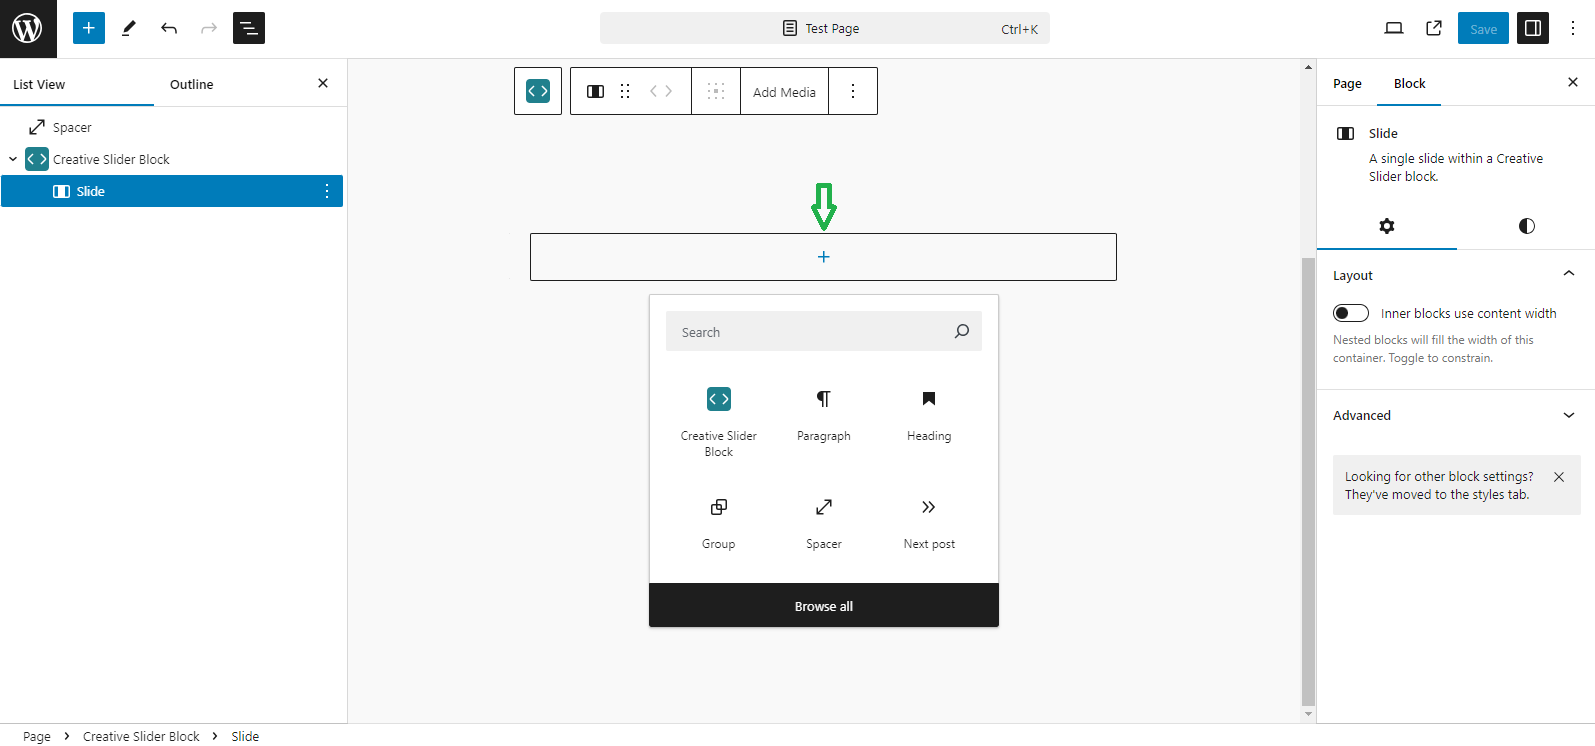 Test Page
Ctrl+K
Save
List View
Outline
Spacer
Creative Slider Block
Slide
Add Media
Search
Creative Slider
Block
Paragraph
Heading
Group
Spacer
Next post
Browse all
Page
Block
Slide
A single slide within a Creative
Slider block.
Layout
Inner blocks use content width
Nested blocks will fill the width of this
container. Toggle to constrain.
Advanced
Looking for other block settings?
They've moved to the styles tab.
Page > Creative Slider Block > Slide